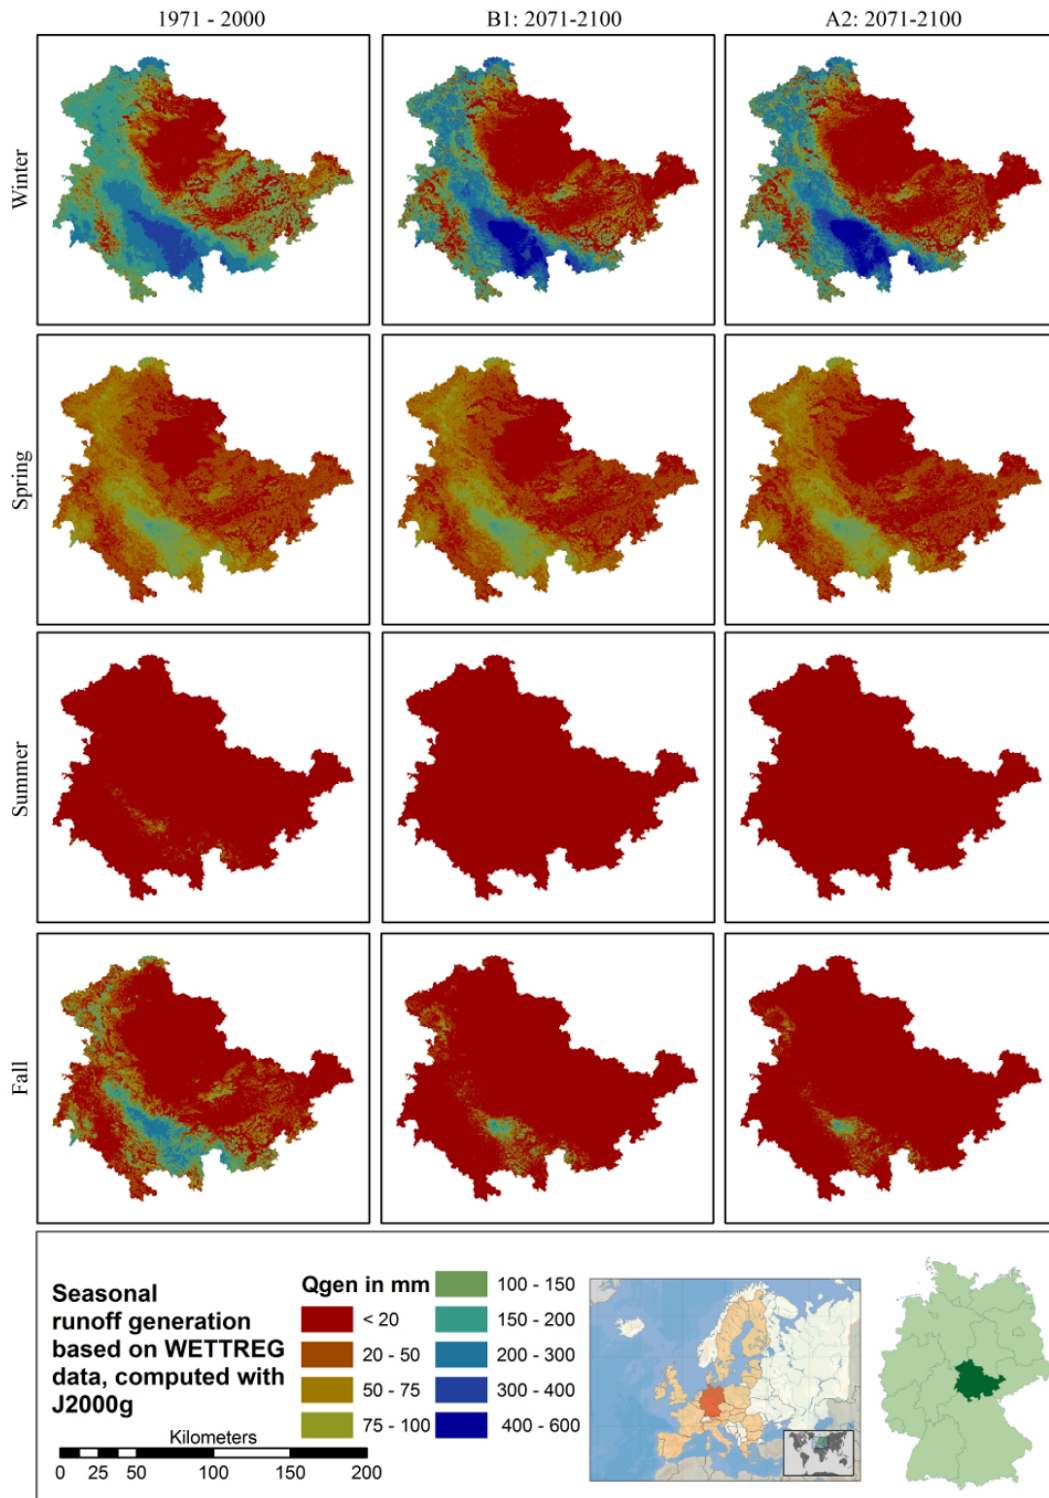 1971 - 2000
B1: 2071-2100
A2: 2071-2100
Winter
Spring
Summer
Fall
Seasonal
runoff generation
based on WETTREG
data, computed with
J2000g
Kilometers
0 25 50 100 150 200
Qgen in mm
< 20
20 - 50
50 - 75
75 - 100
100 - 150
150 - 200
200 - 300
300 - 400
400 - 600